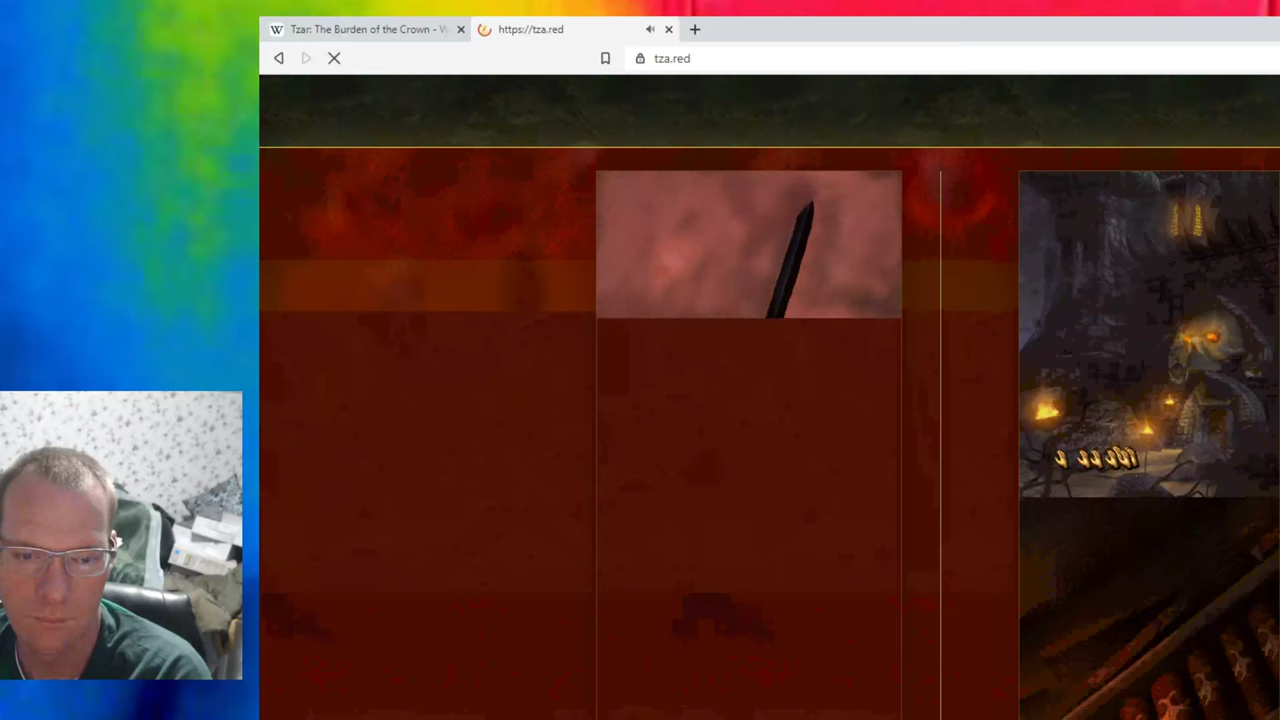 Tzar: The Burden of the Crown - W
https://tza.red
tza.red